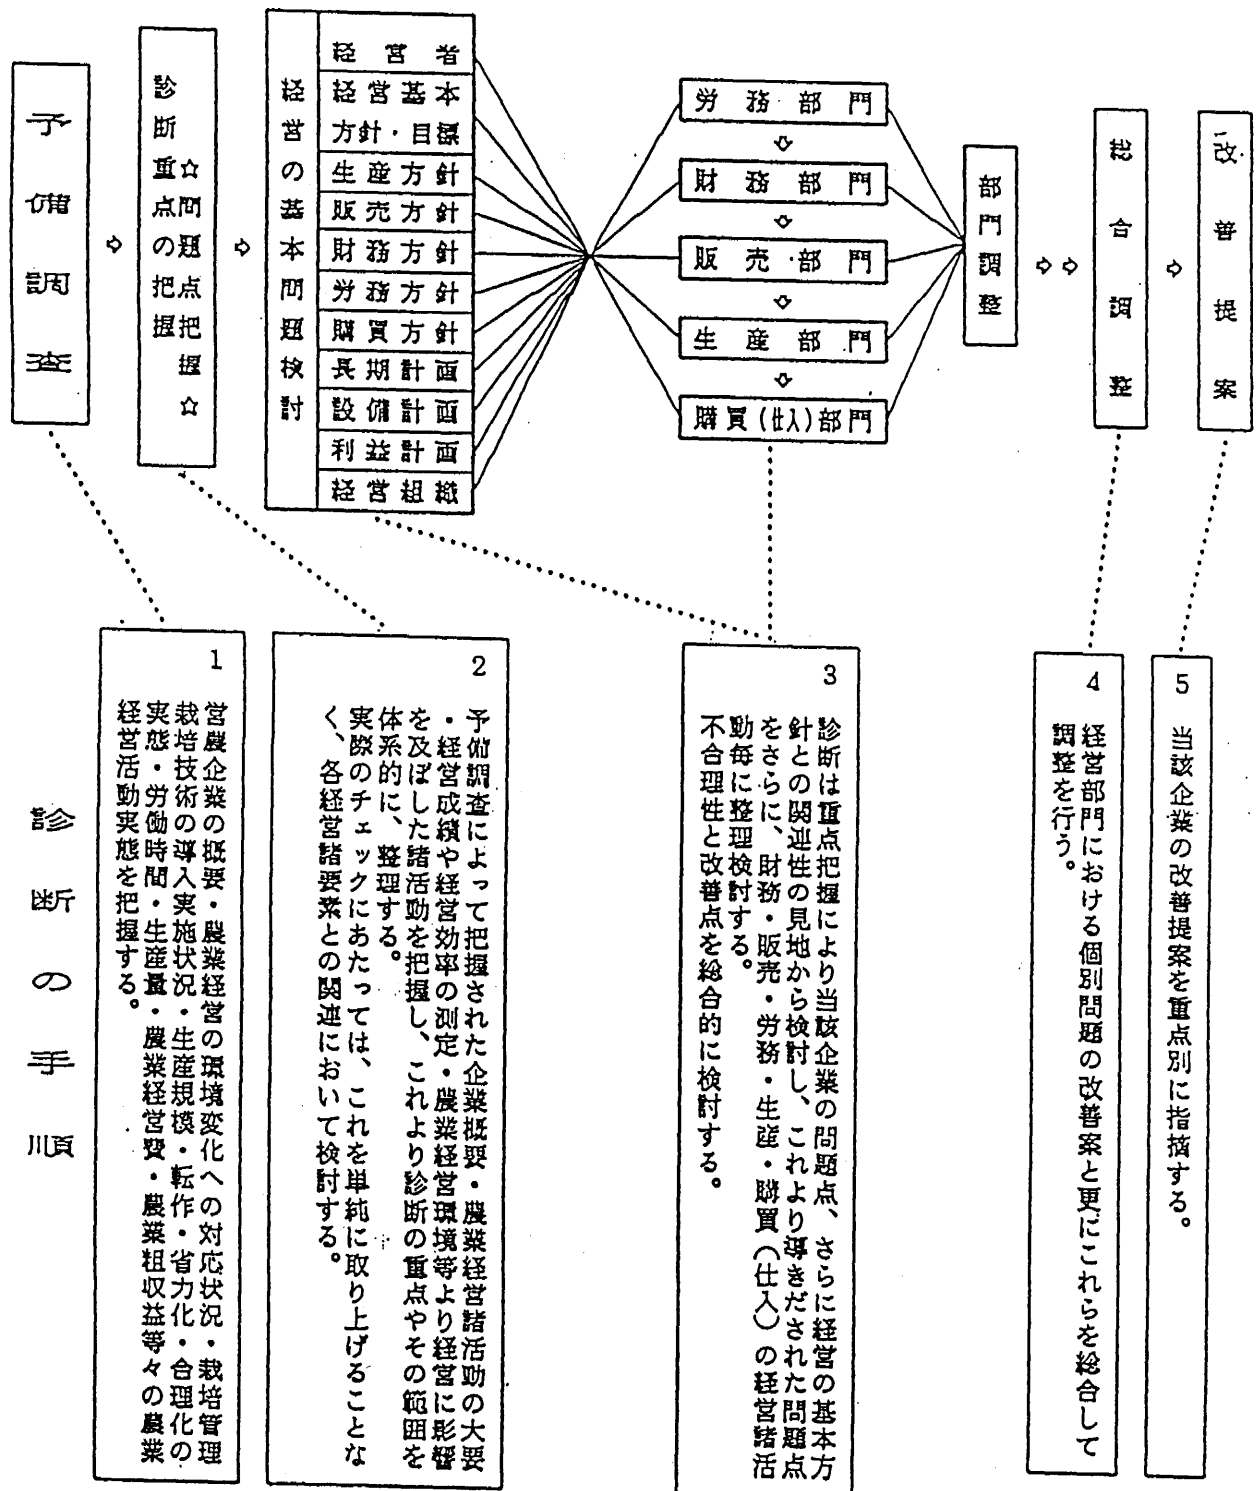 予備調査
⇨
診断重点の把握
☆問題点把握☆
⇨
経営の基本問題検討
経営者
経営基本
方針・目標
生産方針
販売方針
財務方針
労務方針
購買方針
長期計画
設備計画
利益計画
経営組織
労務部門
⇩
財務部門
⇩
販売部門
⇩
生産部門
⇩
購買(仕入)部門
部門調整
⇨⇨
総合調整
⇨
改善提案
診断の手順
1
営農企業の概要・農業経営の環境変化への対応状況・栽培管理
栽培技術の導入実施状況・生産規模・転作・省力化・合理化の
実態・労働時間・生産量・農業経営費・農業粗収益等々の農業
経営活動実態を把握する。
2
予備調査によって把握された企業概要・農業経営諸活動の大要
・経営成績や経営効率の測定・農業経営環境等より経営に影響
を及ぼした諸活動を把握し、これより診断の重点やその範囲を
体系的に、整理する。
実際のチェックにあたっては、これを単純に取り上げることな
く、各経営諸要素との関連において検討する。
3
診断は重点把握により当該企業の問題点、さらに経営の基本方
針との関連性の見地から検討し、これより導きだされた問題点
をさらに、財務・販売・労務・生産・購買(仕入)の経営諸活
動毎に整理検討する。
不合理性と改善点を総合的に検討する。
4
経営部門における個別問題の改善案と更にこれらを総合して
調整を行う。
5
当該企業の改善提案を重点別に指摘する。